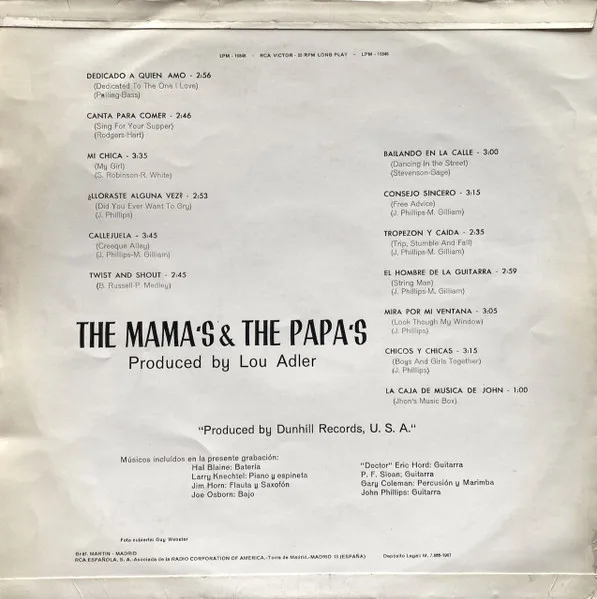 LPM - 10346 - RCA VICTOR - 33 RPM LONG PLAY - LPM - 10346
DEDICADO A QUIEN AMO - 2:56
(Dedicated To The One I Love)
(Pauling-Bass)
CANTA PARA COMER - 2:46
(Sing For Your Supper)
(Rodgers-Hart)
MI CHICA - 3:35
(My Girl)
(S. Robinson-R. White)
¿LLORASTE ALGUNA VEZ? - 2:53
(Did You Ever Want To Cry)
(J. Phillips)
CALLEJUELA - 3:45
(Creeque Alley)
(J. Phillips-M. Gilliam)
TWIST AND SHOUT - 2:45
(B. Russell-P. Medley)
BAILANDO EN LA CALLE - 3:00
(Dancing In the Street)
(Stevenson-Gaye)
CONSEJO SINCERO - 3:15
(Free Advice)
(J. Phillips-M. Gilliam)
TROPEZON Y CAIDA - 2:35
(Trip, Stumble And Fall)
(J. Phillips-M. Gilliam)
EL HOMBRE DE LA GUITARRA - 2:59
(String Man)
(J. Phillips-M. Gilliam)
MIRA POR MI VENTANA - 3:05
(Look Though My Window)
(J. Phillips)
CHICOS Y CHICAS - 3:15
(Boys And Girls Together)
(J. Phillips)
LA CAJA DE MUSICA DE JOHN - 1:00
(Jhon's Music Box)
THE MAMA'S & THE PAPA'S
Produced by Lou Adler
"Produced by Dunhill Records, U. S. A."
Músicos incluídos en la presente grabación:
Hal Blaine: Batería
Larry Knechtel: Piano y espineta
Jim Horn: Flauta y Saxofón
Joe Osborn: Bajo
"Doctor" Eric Hord: Guitarra
P. F. Sloan: Guitarra
Gary Coleman: Percusión y Marimba
John Phillips: Guitarra
Foto cubierta: Guy Webster
Gráf. MARTIN - MADRID
RCA ESPAÑOLA, S. A.-Asociada de la RADIO CORPORATION OF AMERICA.-Torre de Madrid.-MADRID 13 (ESPAÑA)
Depósito Legal: M.